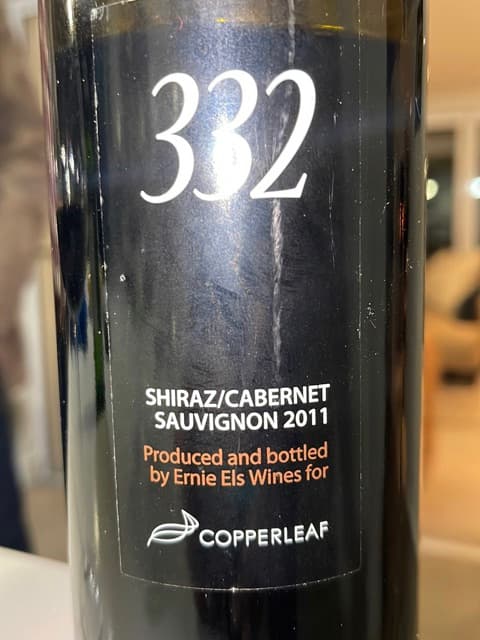 332
SHIRAZ/CABERNET
SAUVIGNON 2011
Produced and bottled
by Ernie Els Wines for
COPPERLEAF